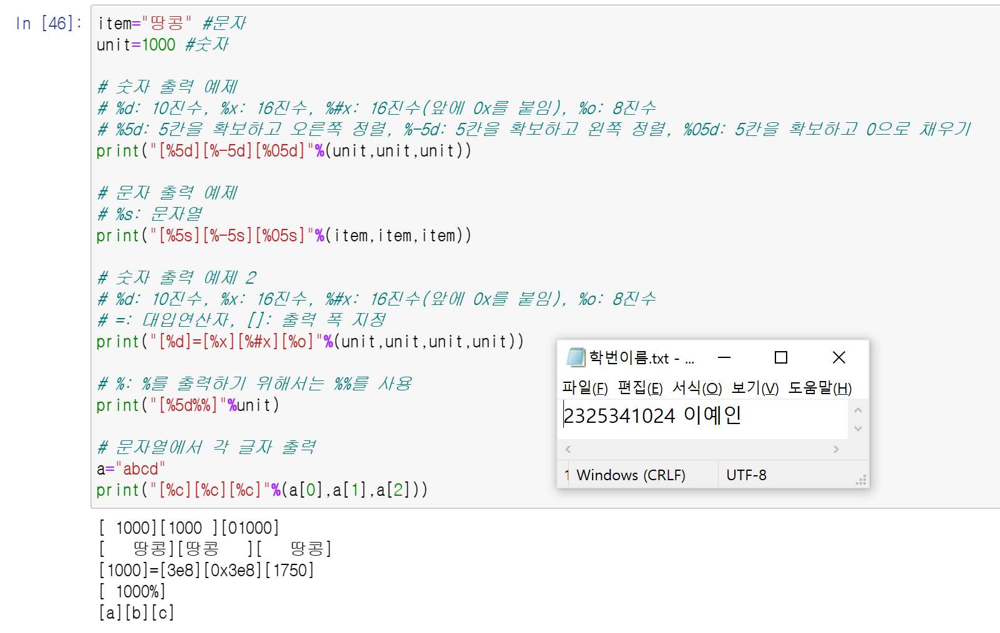 In [46]:
item="땅콩" #문자
unit=1000 #숫자
# 숫자 출력 예제
# %d: 10진수, %x: 16진수, %#x: 16진수(앞에 0x를 붙임), %o: 8진수
# %5d: 5칸을 확보하고 오른쪽 정렬, %-5d: 5칸을 확보하고 왼쪽 정렬, %05d: 5칸을 확보하고 0으로 채우기
print("[%5d][%-5d][%05d]"%(unit,unit,unit))
# 문자 출력 예제
# %s: 문자열
print("[%5s][%-5s][%05s]"%(item,item,item))
# 숫자 출력 예제 2
# %d: 10진수, %x: 16진수, %#x: 16진수(앞에 0x를 붙임), %o: 8진수
# =: 대입연산자, []: 출력 폭 지정
print("[%d]=[%x][%#x][%o]"%(unit,unit,unit,unit))
# %: %를 출력하기 위해서는 %%를 사용
print("[%5d%%]"%unit)
# 문자열에서 각 글자 출력
a="abcd"
print("[%c][%c][%c]"%(a[0],a[1],a[2]))
[ 1000][1000 ][01000]
[   땅콩][땅콩   ][   땅콩]
[1000]=[3e8][0x3e8][1750]
[ 1000%]
[a][b][c]
학번이름.txt - ...
파일(F) 편집(E) 서식(O) 보기(V) 도움말(H)
2325341024 이예인
Windows (CRLF) UTF-8